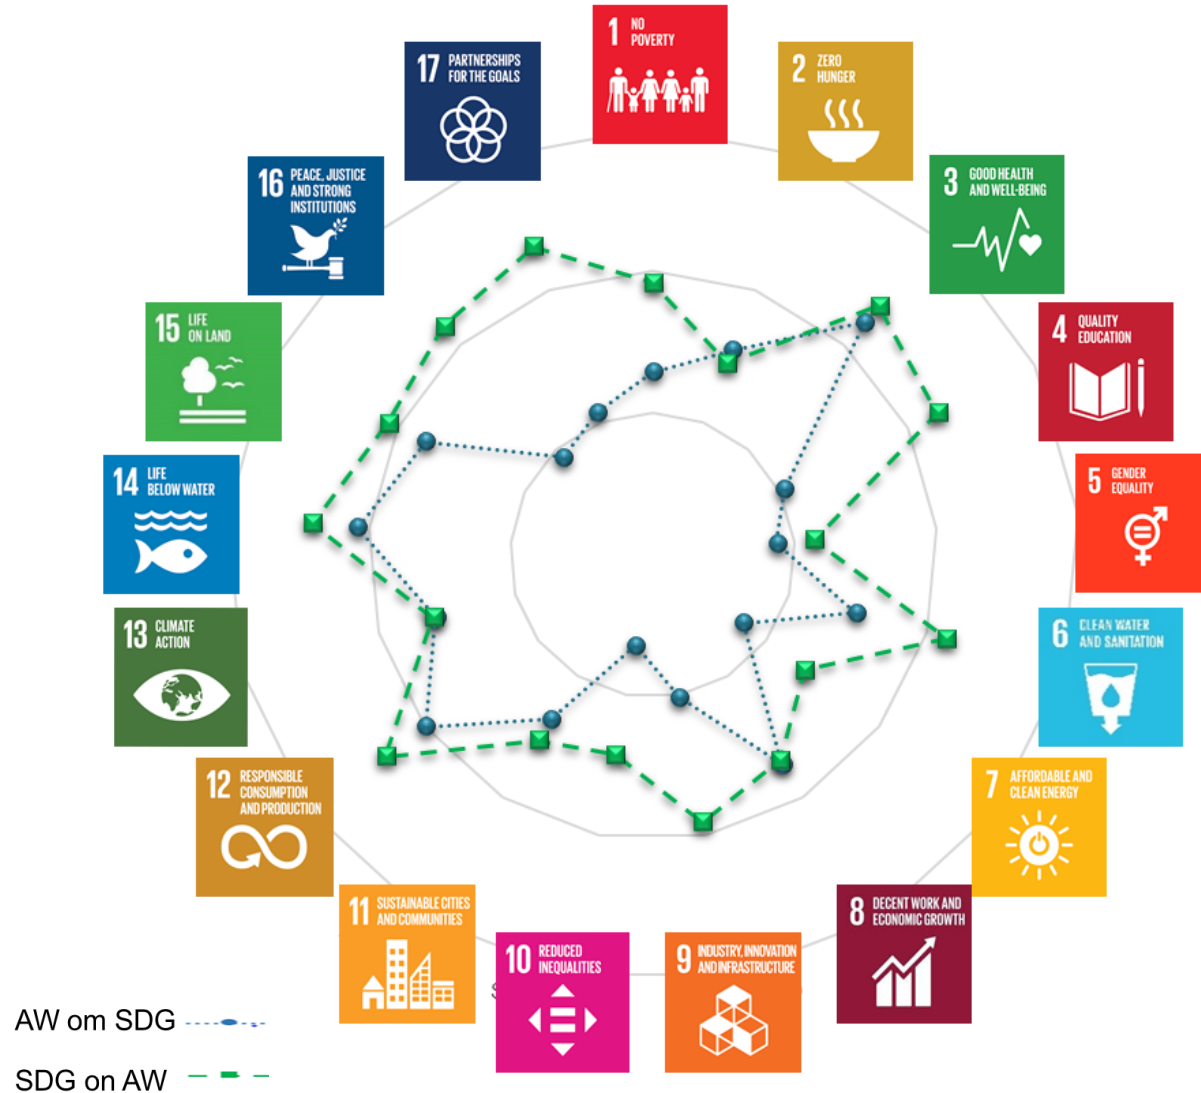 1 NO
POVERTY
2 ZERO
HUNGER
3 GOOD HEALTH
AND WELL-BEING
4 QUALITY
EDUCATION
5 GENDER
EQUALITY
6 CLEAN WATER
AND SANITATION
7 AFFORDABLE AND
CLEAN ENERGY
8 DECENT WORK AND
ECONOMIC GROWTH
9 INDUSTRY, INNOVATION
AND INFRASTRUCTURE
10 REDUCED
INEQUALITIES
11 SUSTAINABLE CITIES
AND COMMUNITIES
12 RESPONSIBLE
CONSUMPTION
AND PRODUCTION
13 CLIMATE
ACTION
14 LIFE
BELOW WATER
15 LIFE
ON LAND
16 PEACE, JUSTICE
AND STRONG
INSTITUTIONS
17 PARTNERSHIPS
FOR THE GOALS
AW om SDG
SDG on AW